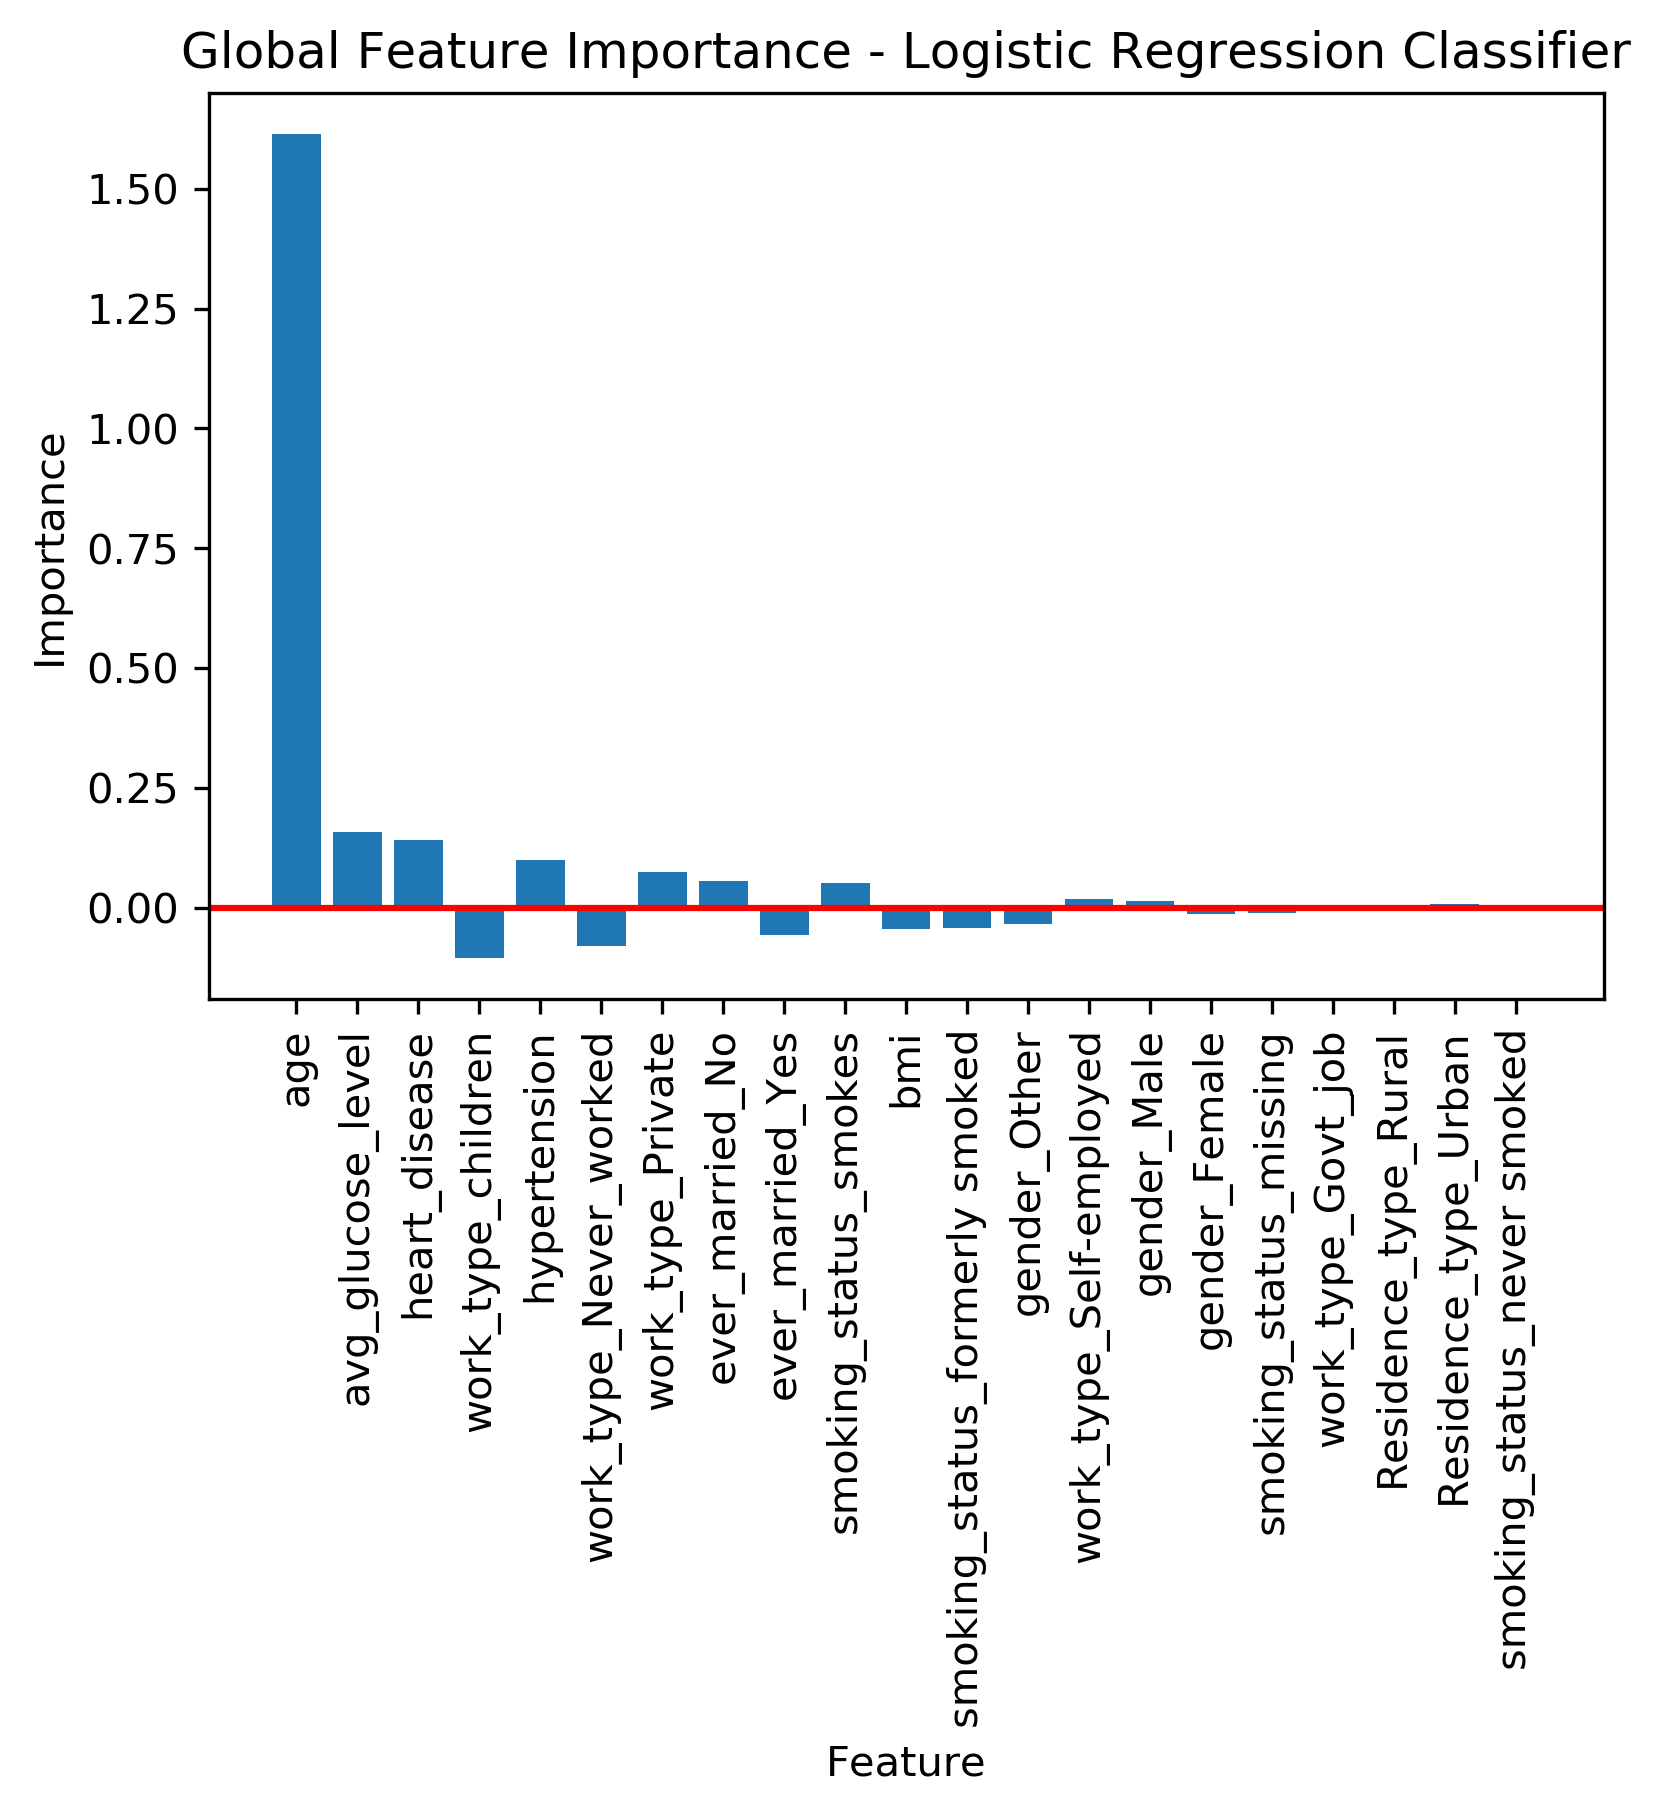 Global Feature Importance - Logistic Regression Classifier
1.50
1.25
1.00
0.75
0.50
0.25
0.00
Importance
age
avg_glucose_level
heart_disease
work_type_children
hypertension
work_type_Never_worked
work_type_Private
ever_married_No
ever_married_Yes
smoking_status_smokes
bmi
smoking_status_formerly smoked
gender_Other
work_type_Self-employed
gender_Male
gender_Female
smoking_status_missing
work_type_Govt_job
Residence_type_Rural
Residence_type_Urban
smoking_status_never smoked
Feature